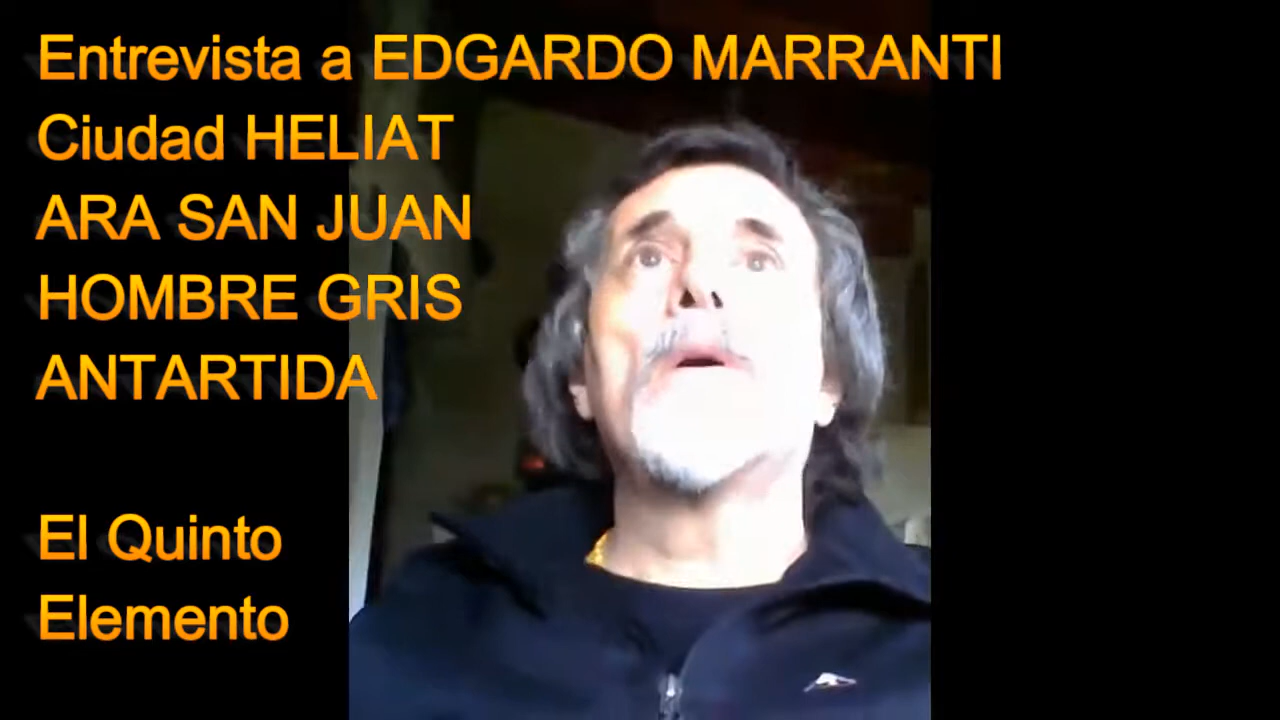 Entrevista a EDGARDO MARRANTI
Ciudad HELIAT
ARA SAN JUAN
HOMBRE GRIS
ANTARTIDA
El Quinto
Elemento